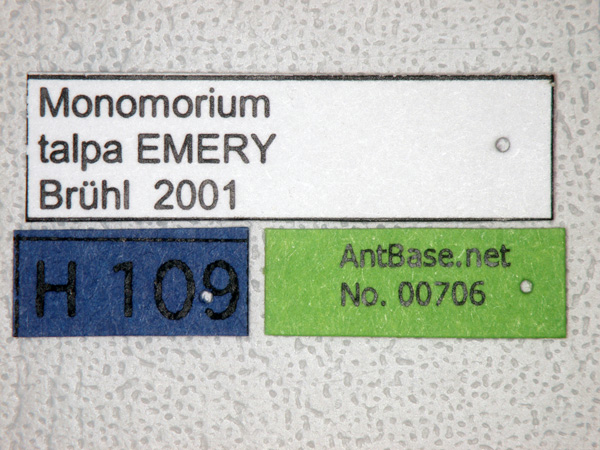 Monomorium
talpa EMERY
Brühl 2001
H 109
AntBase.net
No. 00706